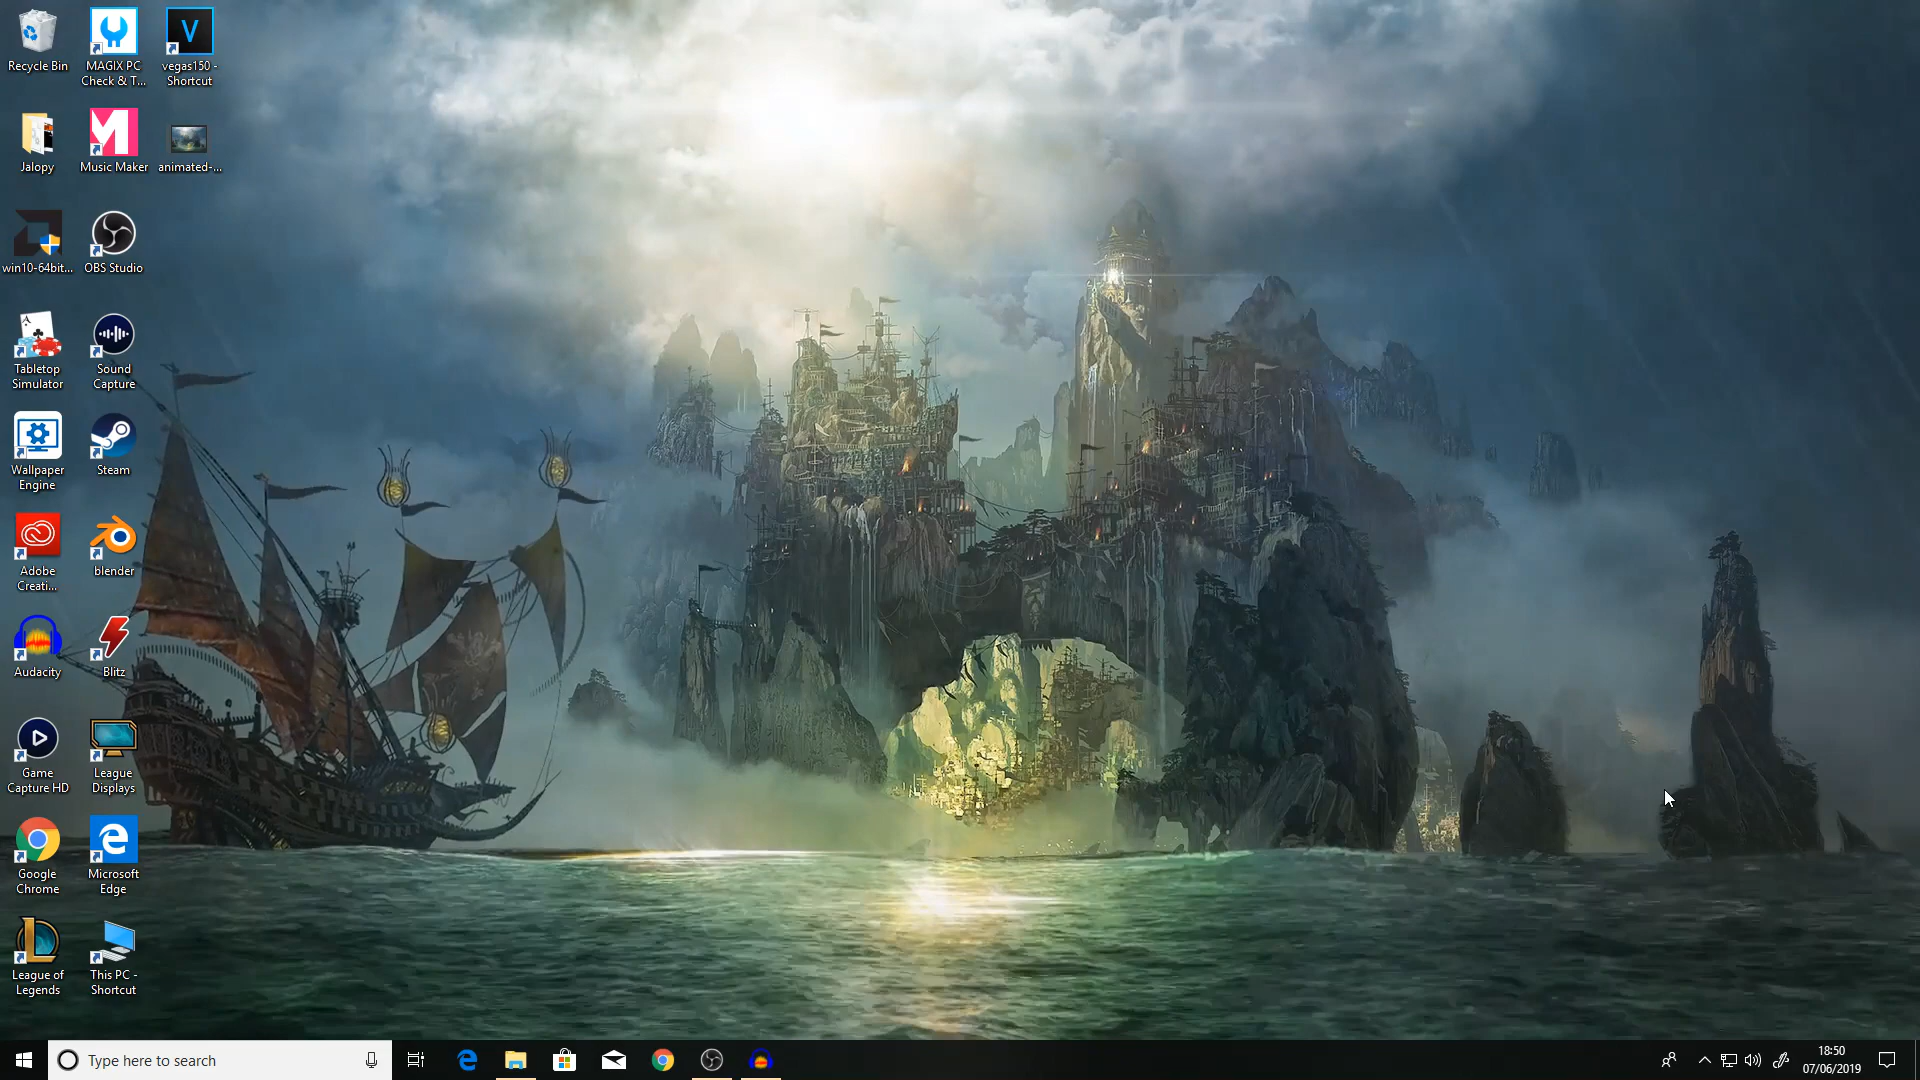 Recycle Bin
MAGIX PC
Check & T...
vegas150 -
Shortcut
Jalopy
Music Maker
animated-...
win10-64bit...
OBS Studio
Tabletop
Simulator
Sound
Capture
Wallpaper
Engine
Steam
Adobe
Creati...
blender
Audacity
Blitz
Game
Capture HD
League
Displays
Google
Chrome
Microsoft
Edge
League of
Legends
This PC -
Shortcut
Type here to search
18:50
07/06/2019